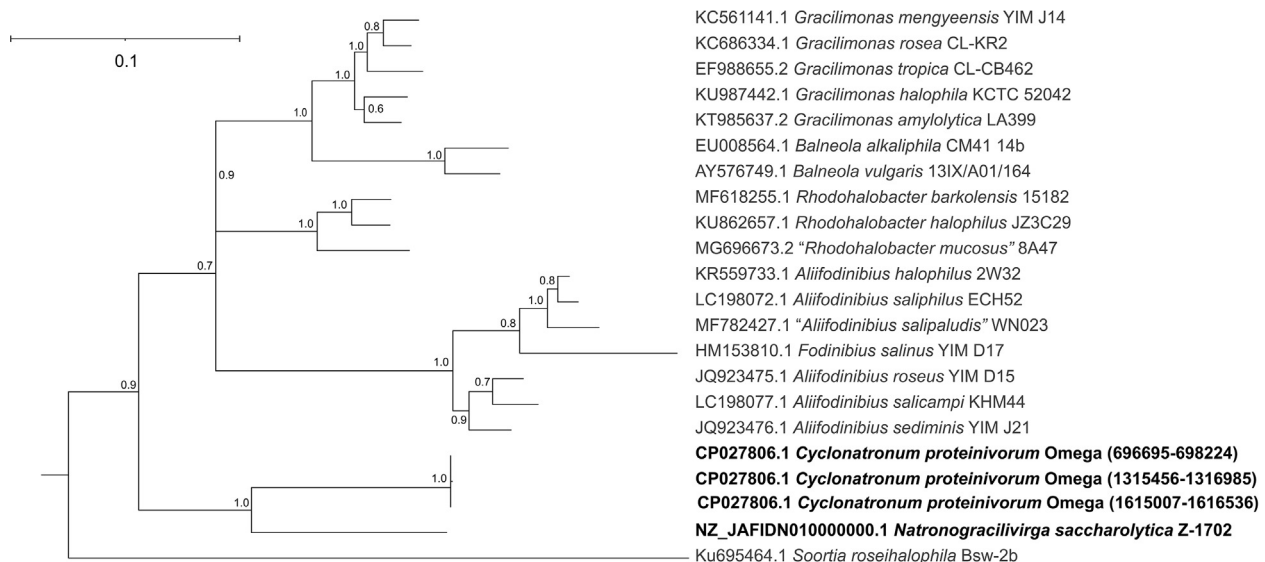 KC561141.1 Gracilimonas mengyeensis YIM J14
0.8
KC686334.1 Gracilimonas rosea CL-KR2
1.0
0.1
EF988655.2 Gracilimonas tropica CL-CB462
1.0
KU987442.1 Gracilimonas halophila KCTC 52042
0.6
1.0
KT985637.2 Gracilimonas amylolytica LA399
EU008564.1 Balneola alkaliphila CM41 14b
1.0
AY576749.1 Balneola vulgaris 13IX/A01/164
0.9
MF618255.1 Rhodohalobacter barkolensis 15182
1.0
KU862657.1 Rhodohalobacter halophilus JZ3C29
1.0
MG696673.2 “Rhodohalobacter mucosus” 8A47
0.7
KR559733.1 Aliifodinibius halophilus 2W32
0.8
LC198072.1 Aliifodinibius saliphilus ECH52
1.0
MF782427.1 “Aliifodinibius salipaludis” WN023
0.8
HM153810.1 Fodinibius salinus YIM D17
1.0
JQ923475.1 Aliifodinibius roseus YIM D15
0.7
0.9
LC198077.1 Aliifodinibius salicampi KHM44
0.9
JQ923476.1 Aliifodinibius sediminis YIM J21
CP027806.1 Cyclonatronum proteinivorum Omega (696695-698224)
1.0
CP027806.1 Cyclonatronum proteinivorum Omega (1315456-1316985)
1.0
CP027806.1 Cyclonatronum proteinivorum Omega (1615007-1616536)
NZ_JAFIDN010000000.1 Natronogracilivirga saccharolytica Z-1702
Ku695464.1 Soortia roseihalophila Bsw-2b